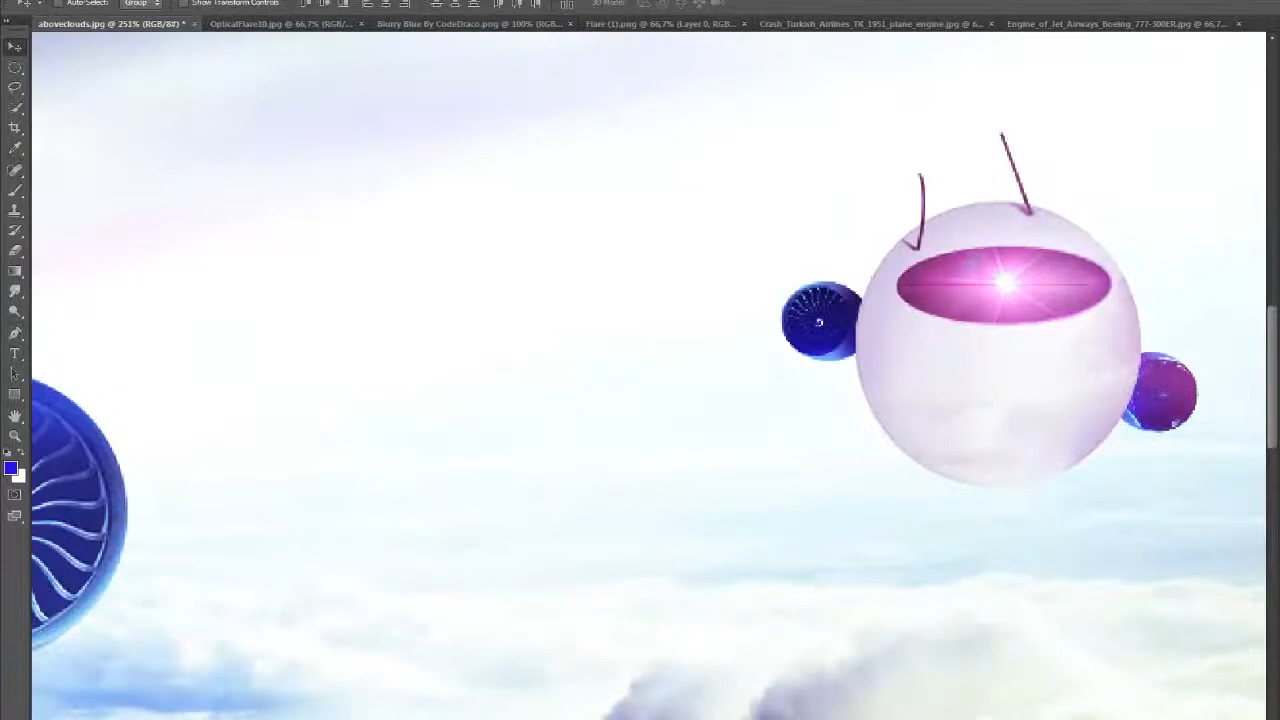 Auto-Select: Group Show Transform Controls 3D Mode:
aboveclouds.jpg @ 251% (RGB/8#) * × OpticalFlare10.jpg @ 66,7% (RGB/... × Blurry Blue By CodeDraco.png @ 100% (RGB... × Flare (1).png @ 66,7% (Layer 0, RGB... × Crash_Turkish_Airlines_TK_1951_plane_engine.jpg @ 6... × Engine_of_Jet_Airways_Boeing_777-300ER.jpg @ 66,7... ×